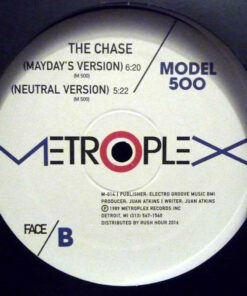 THE CHASE
(MAYDAY'S VERSION) 6:20
(M 500)
(NEUTRAL VERSION) 5:22
(M 500)
MODEL
500
METROPLEX
M-014 | PUBLISHER: ELECTRO GROOVE MUSIC BMI
PRODUCER: JUAN ATKINS | WRITER: JUAN ATKINS
℗ 1989 METROPLEX RECORDS INC
DETROIT, MI (313) 567-1548
DISTRIBUTED BY RUSH HOUR 2016
FACE/B